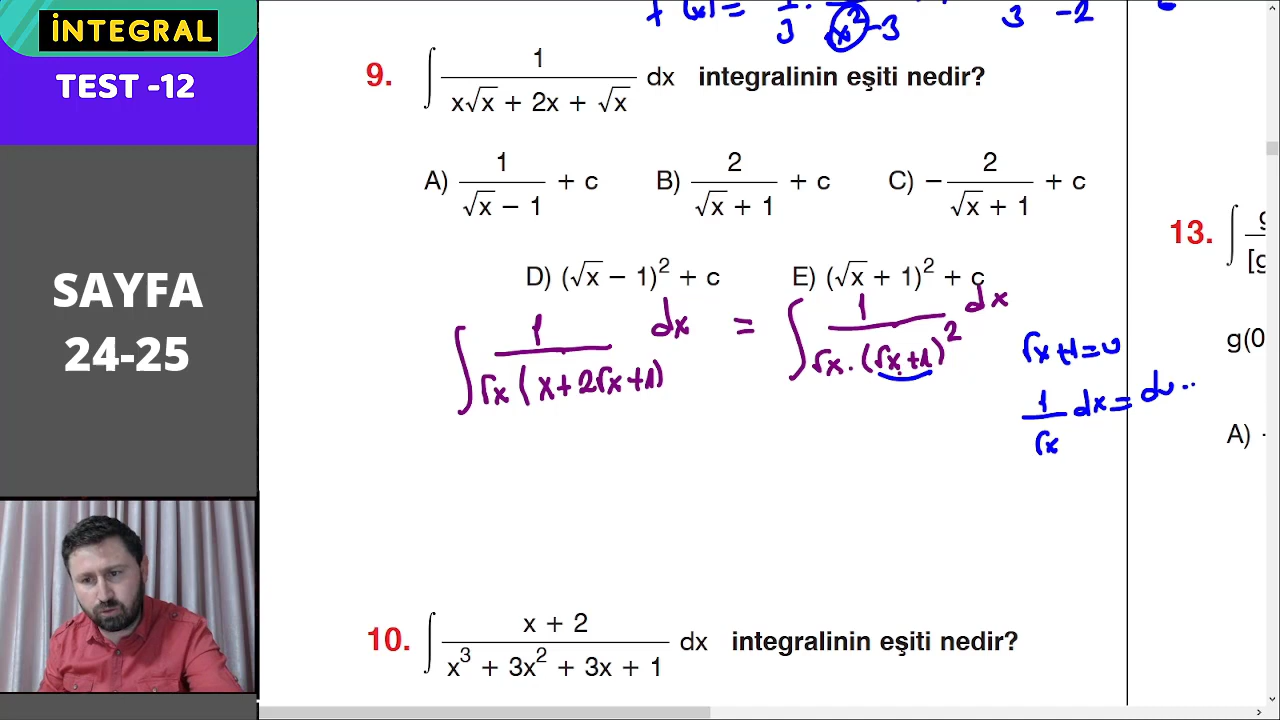 İNTEGRAL
TEST -12
SAYFA
24-25
9. ∫ 1 / (x√x + 2x + √x) dx integralinin eşiti nedir?
A) 1 / (√x − 1) + c B) 2 / (√x + 1) + c C) − 2 / (√x + 1) + c
D) (√x − 1)² + c E) (√x + 1)² + c
∫ 1 / (√x (x + 2√x + 1)) dx = ∫ 1 / (√x · (√x + 1)²) dx
√x + 1 = u
1 / √x dx = du ..
10. ∫ (x + 2) / (x³ + 3x² + 3x + 1) dx integralinin eşiti nedir?
13. ∫
g(0
A)